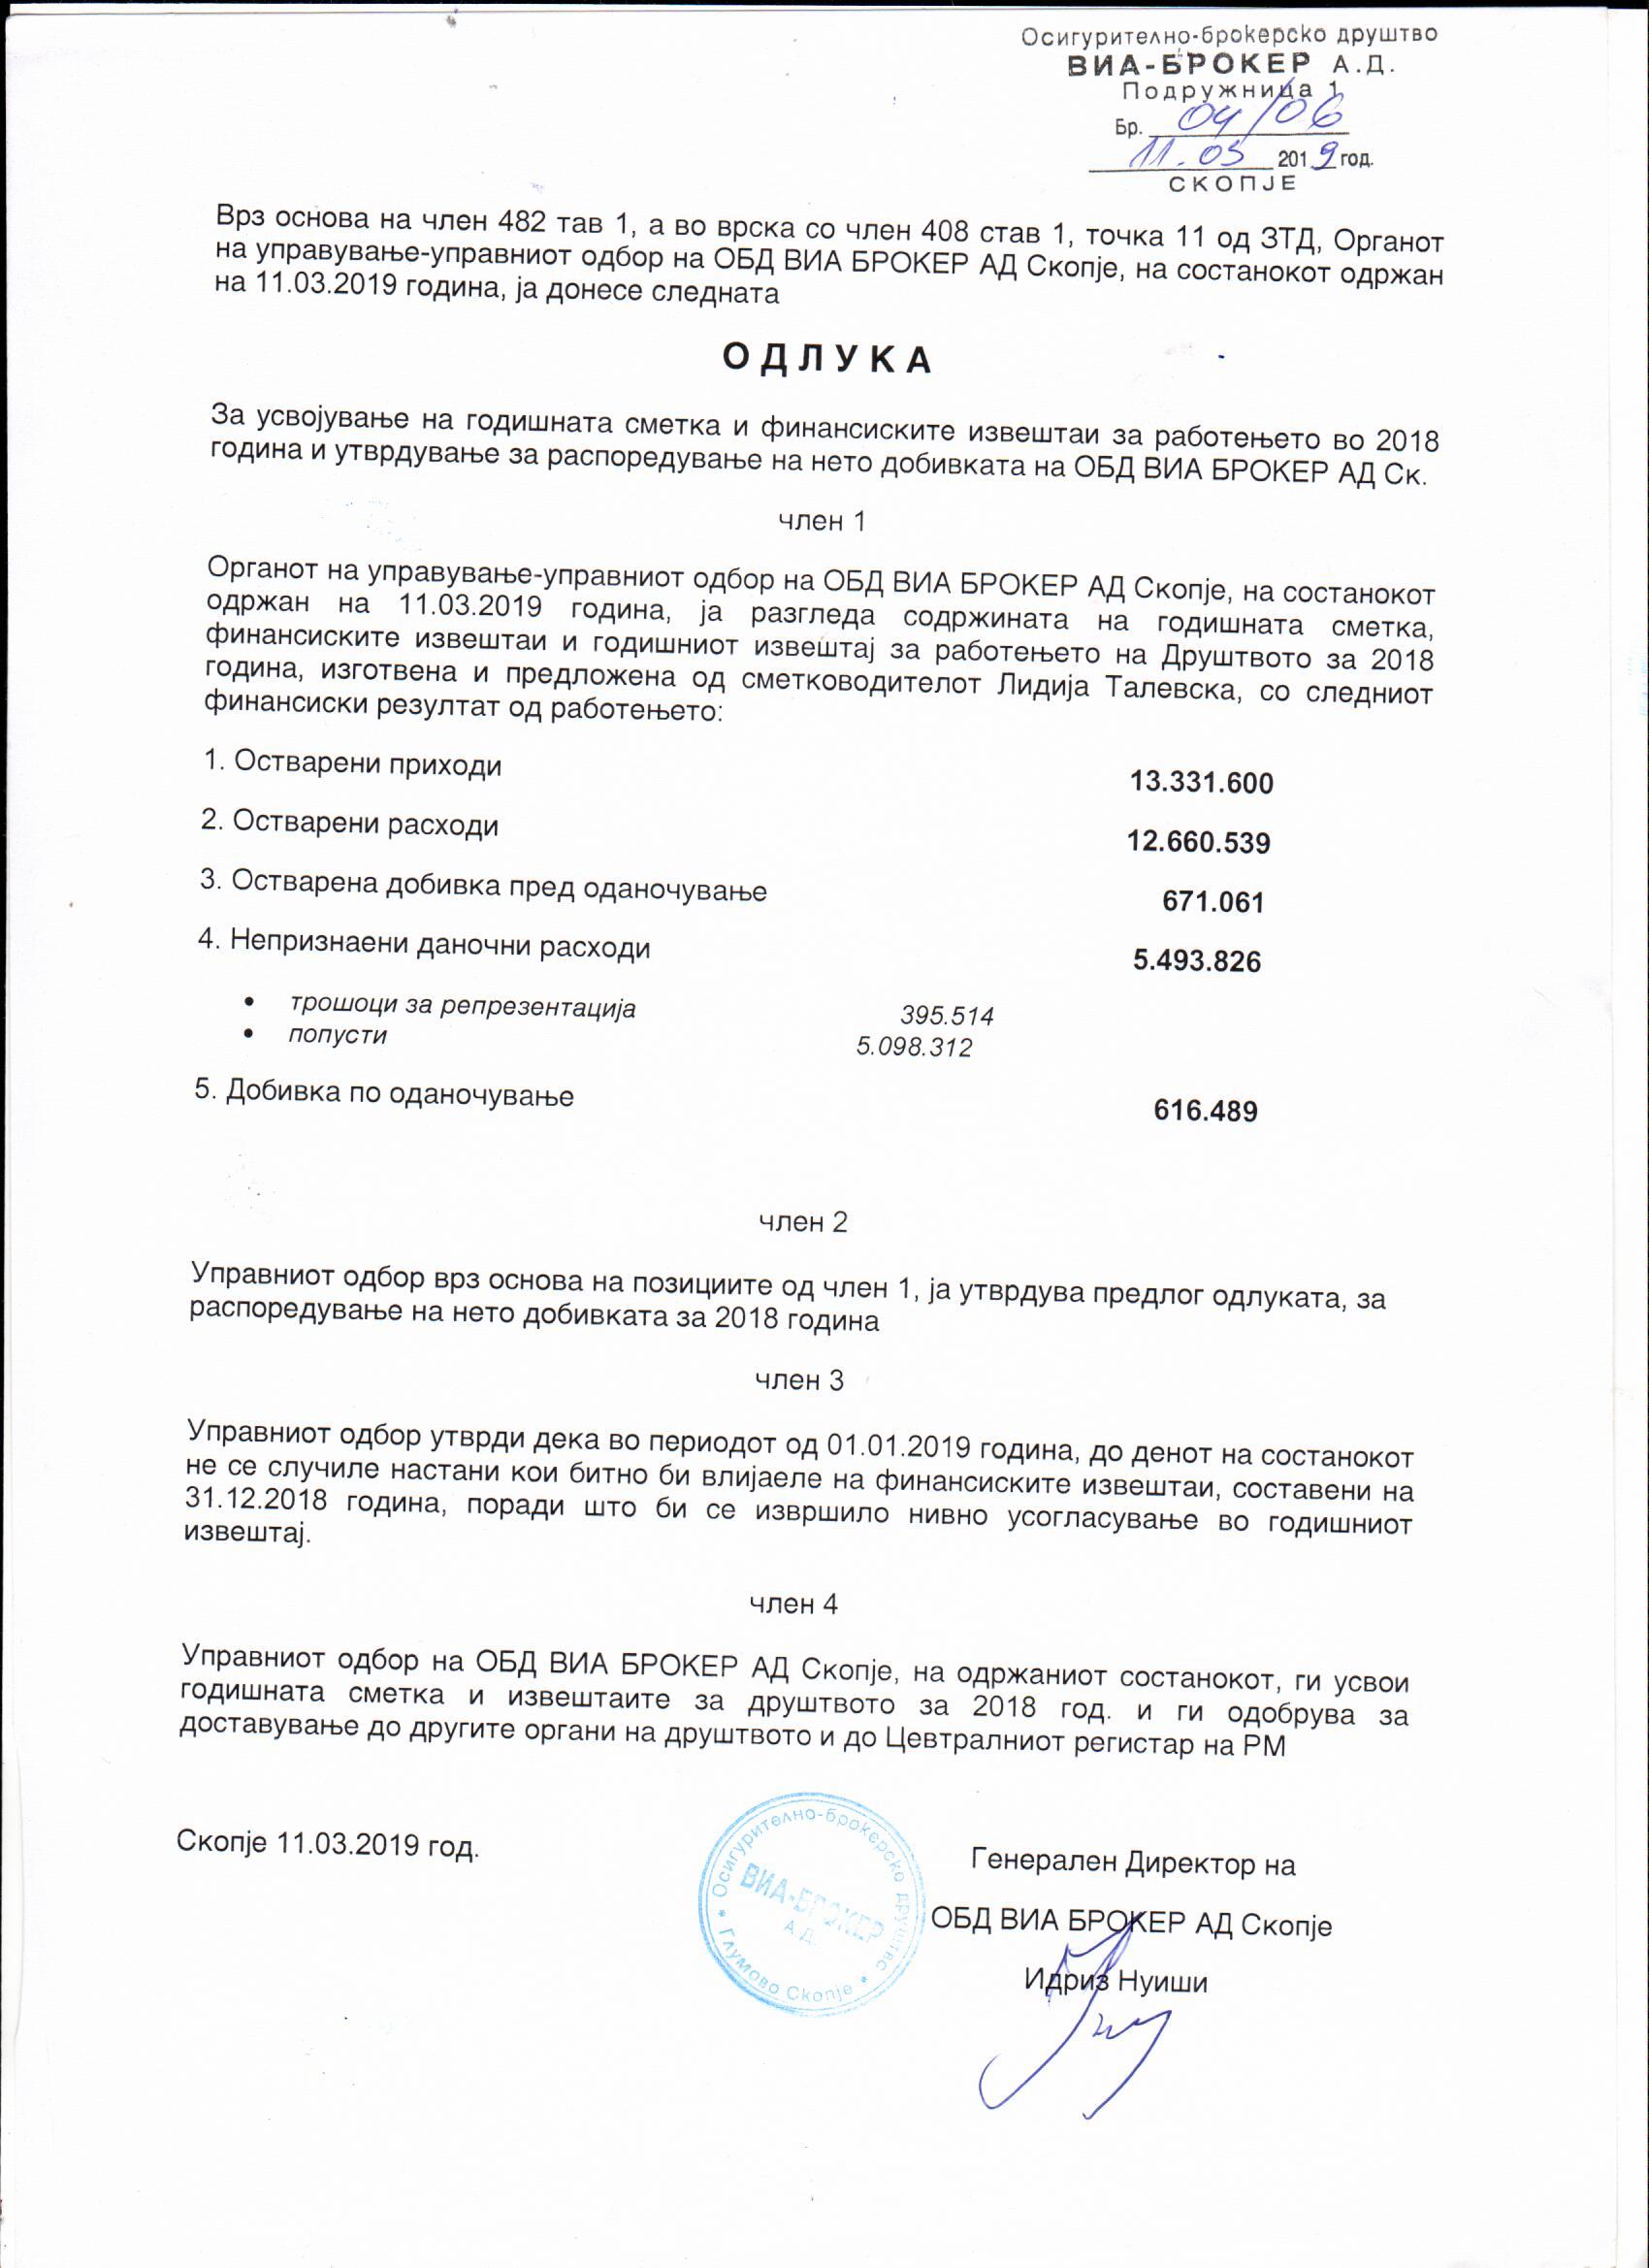 Осигурително-брокерско друштво
ВИА-БРОКЕР А.Д.
Подружница 1
Бр. 04/06
11.03 2019 год.
СКОПЈЕ
Врз основа на член 482 тав 1, а во врска со член 408 став 1, точка 11 од ЗТД, Органот
на управување-управниот одбор на ОБД ВИА БРОКЕР АД Скопје, на состанокот одржан
на 11.03.2019 година, ја донесе следната
О Д Л У К А
За усвојување на годишната сметка и финансиските извештаи за работењето во 2018
година и утврдување за распоредување на нето добивката на ОБД ВИА БРОКЕР АД Ск.
член 1
Органот на управување-управниот одбор на ОБД ВИА БРОКЕР АД Скопје, на состанокот
одржан на 11.03.2019 година, ја разгледа содржината на годишната сметка,
финансиските извештаи и годишниот извештај за работењето на Друштвото за 2018
година, изготвена и предложена од сметководителот Лидија Талевска, со следниот
финансиски резултат од работењето:
1. Остварени приходи 13.331.600
2. Остварени расходи 12.660.539
3. Остварена добивка пред оданочување 671.061
4. Непризнаени даночни расходи 5.493.826
• трошоци за репрезентација 395.514
• попусти 5.098.312
5. Добивка по оданочување 616.489
член 2
Управниот одбор врз основа на позициите од член 1, ја утврдува предлог одлуката, за
распоредување на нето добивката за 2018 година
член 3
Управниот одбор утврди дека во периодот од 01.01.2019 година, до денот на состанокот
не се случиле настани кои битно би влијаеле на финансиските извештаи, составени на
31.12.2018 година, поради што би се извршило нивно усогласување во годишниот
извештај.
член 4
Управниот одбор на ОБД ВИА БРОКЕР АД Скопје, на одржаниот состанокот, ги усвои
годишната сметка и извештаите за друштвото за 2018 год. и ги одобрува за
доставување до другите органи на друштвото и до Цевтралниот регистар на РМ
Скопје 11.03.2019 год.
Осигурително-брокерско друштво
ВИА-БРОКЕР
А.Д.
Глумово Скопје
Генерален Директор на
ОБД ВИА БРОКЕР АД Скопје
Идриз Нуиши